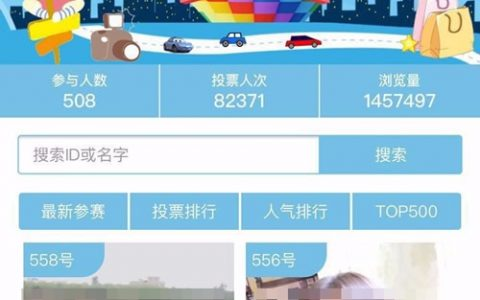 参与人数 投票人次 浏览量
508 82371 1457497
搜索ID或名字 搜索
最新参赛 投票排行 人气排行 TOP500
558号 556号